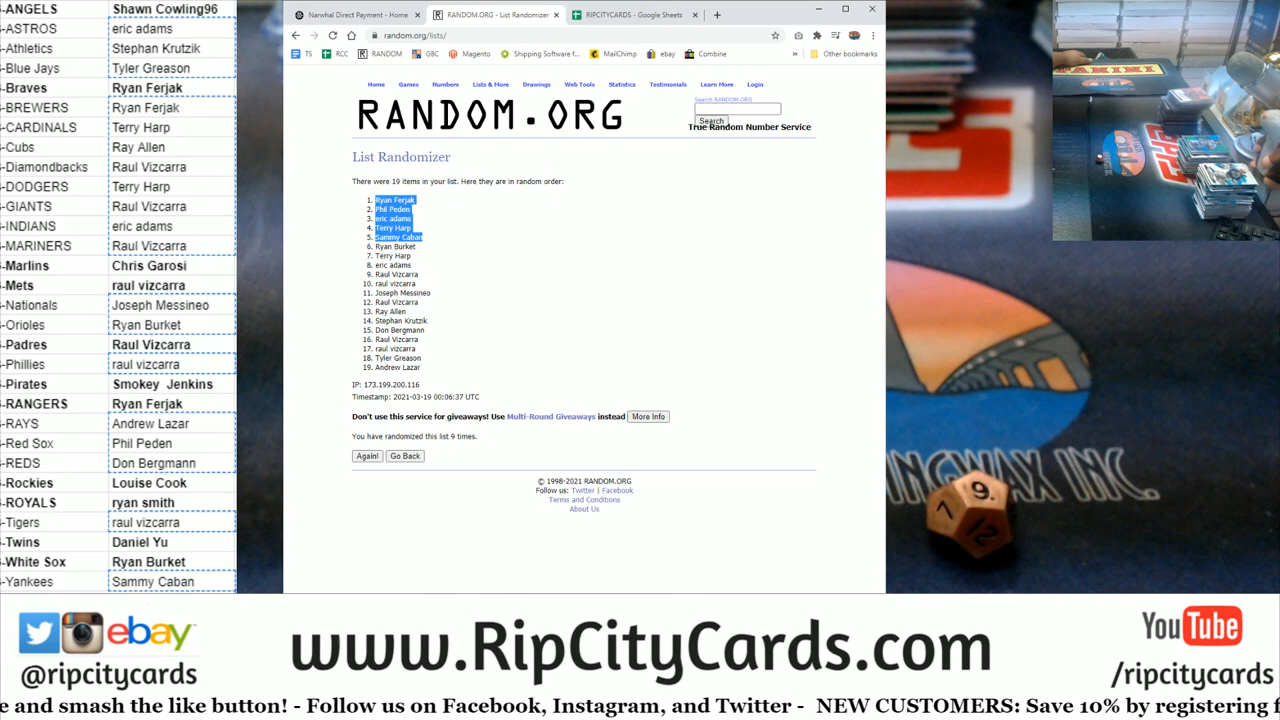 -ANGELS Shawn Cowling96
-ASTROS eric adams
-Athletics Stephan Krutzik
-Blue Jays Tyler Greason
-Braves Ryan Ferjak
-BREWERS Ryan Ferjak
-CARDINALS Terry Harp
-Cubs Ray Allen
-Diamondbacks Raul Vizcarra
-DODGERS Terry Harp
-GIANTS Raul Vizcarra
-INDIANS eric adams
-MARINERS Raul Vizcarra
-Marlins Chris Garosi
-Mets raul vizcarra
-Nationals Joseph Messineo
-Orioles Ryan Burket
-Padres Raul Vizcarra
-Phillies raul vizcarra
-Pirates Smokey Jenkins
-RANGERS Ryan Ferjak
-RAYS Andrew Lazar
-Red Sox Phil Peden
-REDS Don Bergmann
-Rockies Louise Cook
-ROYALS ryan smith
-Tigers raul vizcarra
-Twins Daniel Yu
-White Sox Ryan Burket
-Yankees Sammy Caban
Narwhal Direct Payment - Home
RANDOM.ORG - List Randomizer
RIPCITYCARDS - Google Sheets
random.org/lists/
TS RCC RANDOM GBC Magento Shipping Software f MailChimp ebay Combine » Other bookmarks
Home Games Numbers Lists & More Drawings Web Tools Statistics Testimonials Learn More Login
RANDOM.ORG
Search RANDOM.ORG
Search
True Random Number Service
List Randomizer
There were 19 items in your list. Here they are in random order:
1. Ryan Ferjak
2. Phil Peden
3. eric adams
4. Terry Harp
5. Sammy Caban
6. Ryan Burket
7. Terry Harp
8. eric adams
9. Raul Vizcarra
10. raul vizcarra
11. Joseph Messineo
12. Raul Vizcarra
13. Ray Allen
14. Stephan Krutzik
15. Don Bergmann
16. Raul Vizcarra
17. raul vizcarra
18. Tyler Greason
19. Andrew Lazar
IP: 173.199.200.116
Timestamp: 2021-03-19 00:06:37 UTC
Don't use this service for giveaways! Use Multi-Round Giveaways instead More Info
You have randomized this list 9 times.
Again! Go Back
© 1998-2021 RANDOM.ORG
Follow us: Twitter | Facebook
Terms and Conditions
About Us
PANINI
INC.
9.
7
12
ebay
@ripcitycards
www.RipCityCards.com
YouTube
/ripcitycards
e and smash the like button! - Follow us on Facebook, Instagram, and Twitter - NEW CUSTOMERS: Save 10% by registering